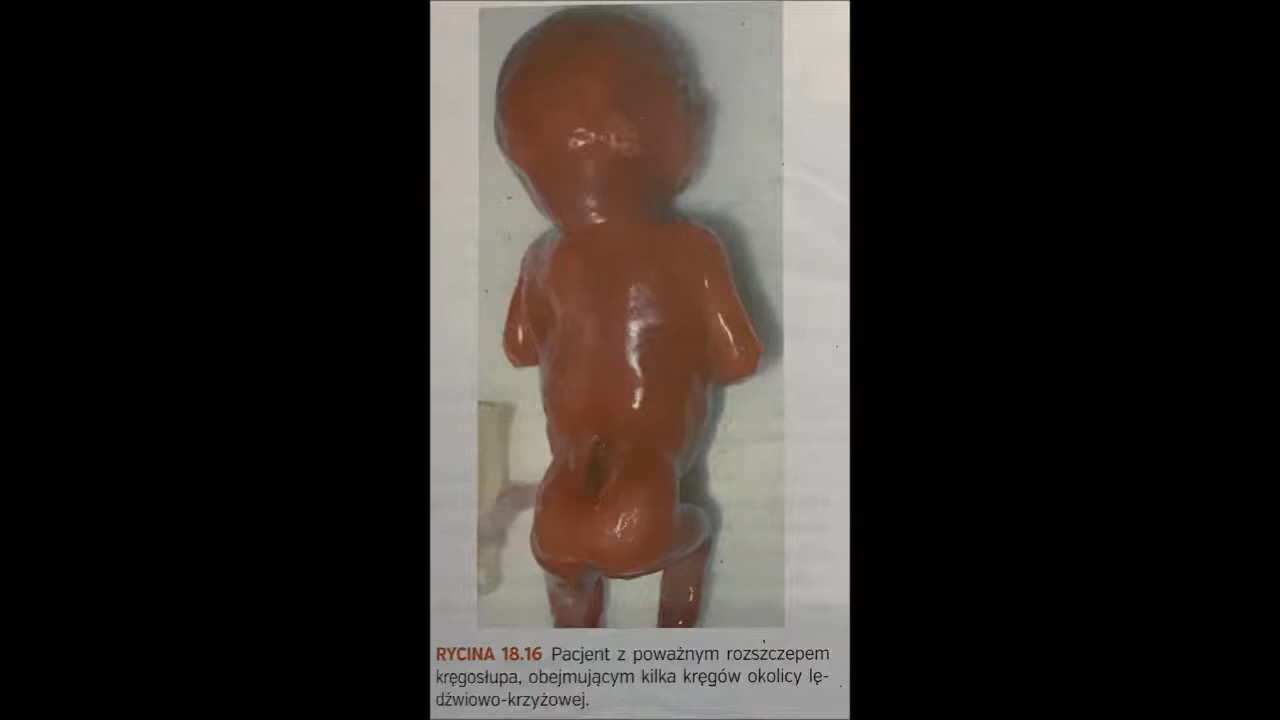 RYCINA 18.16 Pacjent z poważnym rozszczepem
kręgosłupa, obejmującym kilka kręgów okolicy lę-
dźwiowo-krzyżowej.